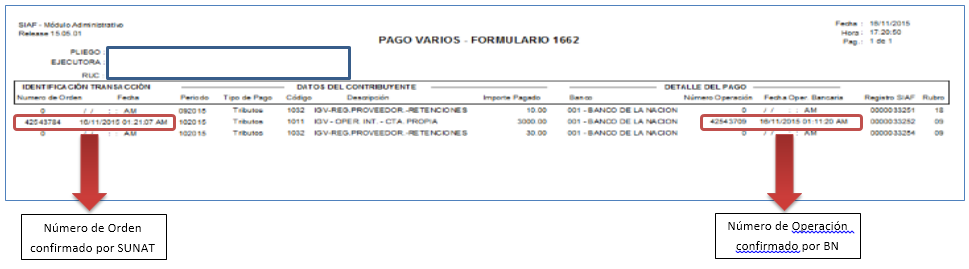 SIAF - Módulo Administrativo
Release 15.05.01
Fecha : 16/11/2015
Hora : 17:20:50
Pag.: 1 de 1
PAGO VARIOS - FORMULARIO 1662
PLIEGO :
EJECUTORA :
RUC :
IDENTIFICACIÓN TRANSACCIÓN DATOS DEL CONTRIBUYENTE DETALLE DEL PAGO
Numero de Orden Fecha Periodo Tipo de Pago Código Descripción Importe Pagado Banco Número Operación Fecha Oper. Bancaria Registro SIAF Rubro
0 / / : : AM 092015 Tributos 1032 IGV-REG.PROVEEDOR.-RETENCIONES 10.00 001 - BANCO DE LA NACION 0 / / : : AM 0000033251 18
42543784 16/11/2015 01:21:07 AM 102015 Tributos 1011 IGV - OPER. INT. - CTA. PROPIA 3000.00 001 - BANCO DE LA NACION 42543709 16/11/2015 01:11:20 AM 0000033252 09
0 / / : : AM 102015 Tributos 1032 IGV-REG.PROVEEDOR.-RETENCIONES 30.00 001 - BANCO DE LA NACION 0 / / : : AM 0000033254 09
Número de Orden
confirmado por SUNAT
Número de Operación
confirmado por BN